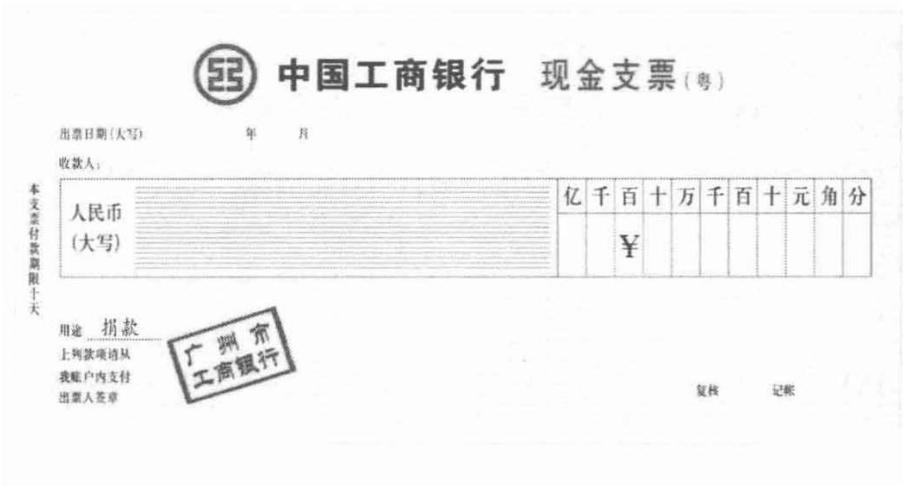 中国工商银行 现金支票(粤)
出票日期(大写) 年 月
收款人:
本支票付款期限十天
人民币
(大写)
亿 千 百 十 万 千 百 十 元 角 分
¥
用途 捐款
上列款项请从
我账户内支付
出票人签章
广州市
工商银行
复核 记帐